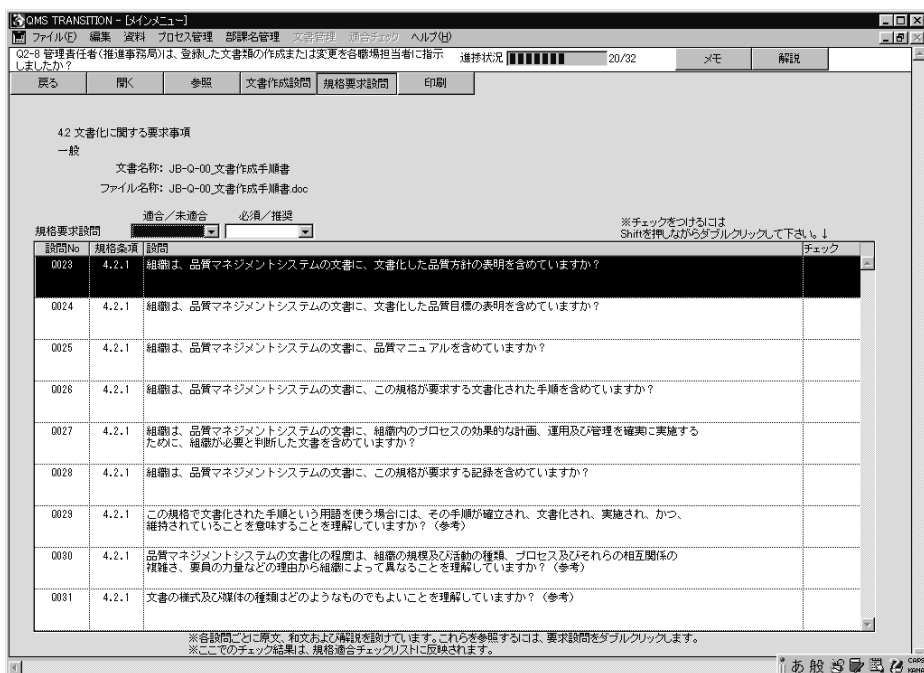 QMS TRANSITION - [メインメニュー]
ファイル(F) 編集 資料 プロセス管理 部課名管理 文書管理 適合チェック ヘルプ(H)
Q2-8 管理責任者(推進事務局)は、登録した文書類の作成または変更を各職場担当者に指示
しましたか?
進捗状況 20/32 メモ 解説
戻る 開く 参照 文書作成設問 規格要求設問 印刷
4.2 文書化に関する要求事項
一般
文書名称: JB-Q-00_文書作成手順書
ファイル名称: JB-Q-00_文書作成手順書.doc
適合/未適合 必須/推奨
規格要求設問
※チェックをつけるには
Shiftを押しながらダブルクリックして下さい。↓
設問No 規格条項 設問 チェック
Q023 4.2.1 組織は、品質マネジメントシステムの文書に、文書化した品質方針の表明を含めていますか?
Q024 4.2.1 組織は、品質マネジメントシステムの文書に、文書化した品質目標の表明を含めていますか?
Q025 4.2.1 組織は、品質マネジメントシステムの文書に、品質マニュアルを含めていますか?
Q026 4.2.1 組織は、品質マネジメントシステムの文書に、この規格が要求する文書化された手順を含めていますか?
Q027 4.2.1 組織は、品質マネジメントシステムの文書に、組織内のプロセスの効果的な計画、運用及び管理を確実に実施する
ために、組織が必要と判断した文書を含めていますか?
Q028 4.2.1 組織は、品質マネジメントシステムの文書に、この規格が要求する記録を含めていますか?
Q029 4.2.1 この規格で文書化された手順という用語を使う場合には、その手順が確立され、文書化され、実施され、かつ、
維持されていることを意味することを理解していますか?(参考)
Q030 4.2.1 品質マネジメントシステムの文書化の程度は、組織の規模及び活動の種類、プロセス及びそれらの相互関係の
複雑さ、要員の力量などの理由から組織によって異なることを理解していますか?(参考)
Q031 4.2.1 文書の様式及び媒体の種類はどのようなものでもよいことを理解していますか?(参考)
※各設問ごとに原文、和文および解説を設けています。これらを参照するには、要求設問をダブルクリックします。
※ここでのチェック結果は、規格適合チェックリストに反映されます。
あ 般 CAPS
KANA